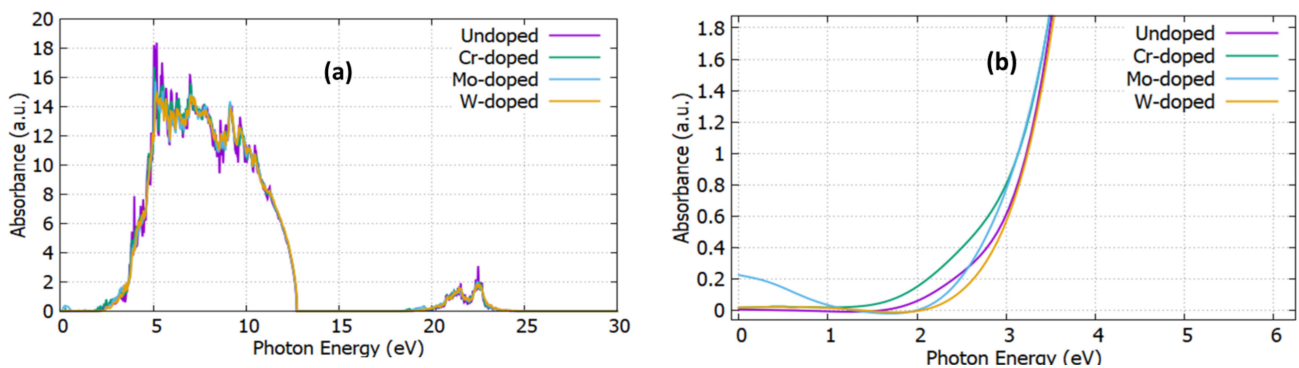 20
18
16
14
12
10
8
6
4
2
0
Absorbance (a.u.)
(a)
Undoped
Cr-doped
Mo-doped
W-doped
0 5 10 15 20 25 30
Photon Energy (eV)
1.8
1.6
1.4
1.2
1
0.8
0.6
0.4
0.2
0
Absorbance (a.u.)
(b)
Undoped
Cr-doped
Mo-doped
W-doped
0 1 2 3 4 5 6
Photon Energy (eV)